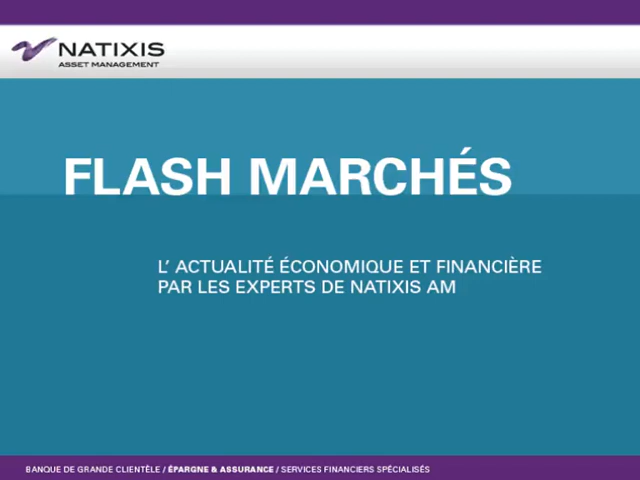 NATIXIS
ASSET MANAGEMENT
FLASH MARCHÉS
L’ ACTUALITÉ ÉCONOMIQUE ET FINANCIÈRE
PAR LES EXPERTS DE NATIXIS AM
BANQUE DE GRANDE CLIENTÈLE / ÉPARGNE & ASSURANCE / SERVICES FINANCIERS SPÉCIALISÉS